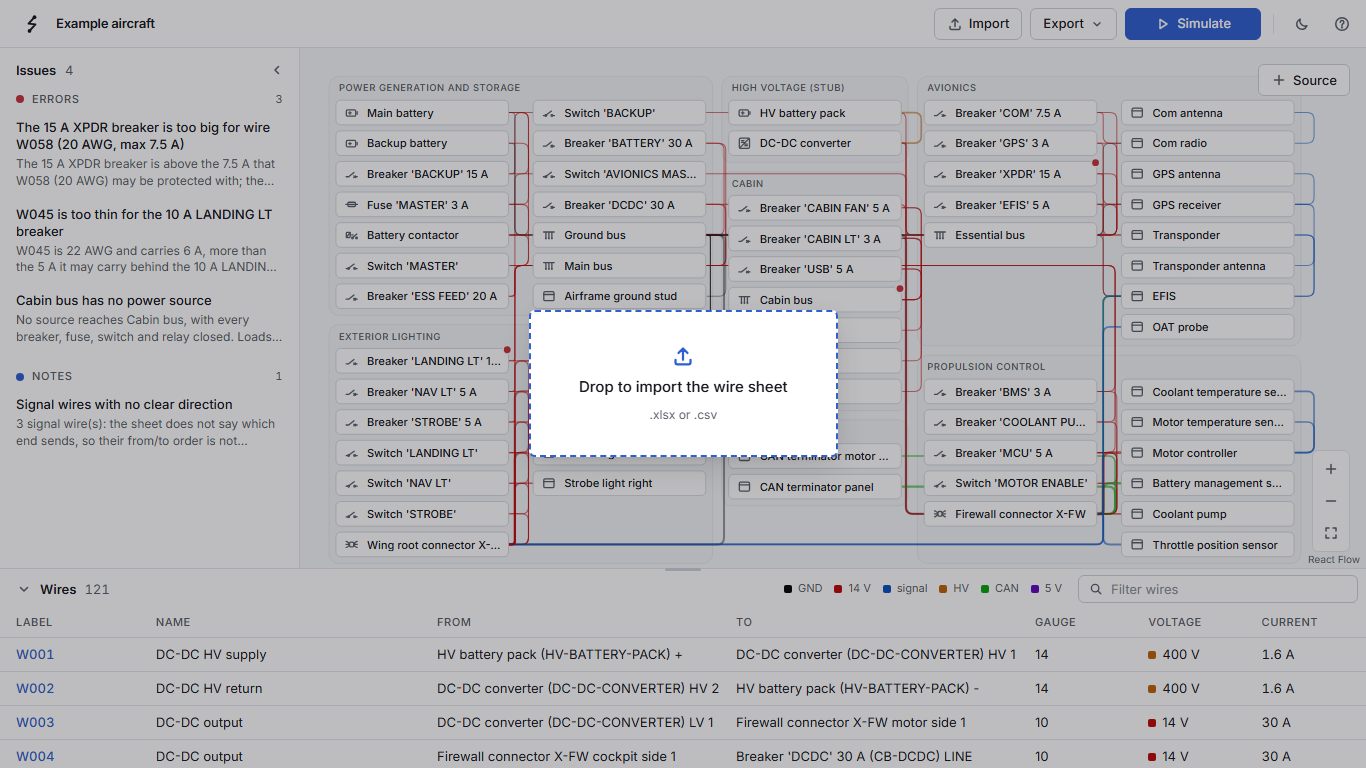 Example aircraft
Import
Export
Simulate
Issues 4
ERRORS 3
The 15 A XPDR breaker is too big for wire
W058 (20 AWG, max 7.5 A)
The 15 A XPDR breaker is above the 7.5 A that
W058 (20 AWG) may be protected with; the...
W045 is too thin for the 10 A LANDING LT
breaker
W045 is 22 AWG and carries 6 A, more than
the 5 A it may carry behind the 10 A LANDIN...
Cabin bus has no power source
No source reaches Cabin bus, with every
breaker, fuse, switch and relay closed. Loads...
NOTES 1
Signal wires with no clear direction
3 signal wire(s): the sheet does not say which
end sends, so their from/to order is not...
Source
POWER GENERATION AND STORAGE
Main battery
Backup battery
Breaker 'BACKUP' 15 A
Fuse 'MASTER' 3 A
Battery contactor
Switch 'MASTER'
Breaker 'ESS FEED' 20 A
Switch 'BACKUP'
Breaker 'BATTERY' 30 A
Switch 'AVIONICS MAS...
Breaker 'DCDC' 30 A
Ground bus
Main bus
Airframe ground stud
EXTERIOR LIGHTING
Breaker 'LANDING LT' 1...
Breaker 'NAV LT' 5 A
Breaker 'STROBE' 5 A
Switch 'LANDING LT'
Switch 'NAV LT'
Switch 'STROBE'
Wing root connector X-...
Strobe light right
HIGH VOLTAGE (STUB)
HV battery pack
DC-DC converter
CABIN
Breaker 'CABIN FAN' 5 A
Breaker 'CABIN LT' 3 A
Breaker 'USB' 5 A
Cabin bus
CAN terminator motor ...
CAN terminator panel
AVIONICS
Breaker 'COM' 7.5 A
Breaker 'GPS' 3 A
Breaker 'XPDR' 15 A
Breaker 'EFIS' 5 A
Essential bus
Com antenna
Com radio
GPS antenna
GPS receiver
Transponder
Transponder antenna
EFIS
OAT probe
PROPULSION CONTROL
Breaker 'BMS' 3 A
Breaker 'COOLANT PU...
Breaker 'MCU' 5 A
Switch 'MOTOR ENABLE'
Firewall connector X-FW
Coolant temperature se...
Motor temperature sen...
Motor controller
Battery management s...
Coolant pump
Throttle position sensor
React Flow
Drop to import the wire sheet
.xlsx or .csv
Wires 121
GND 14 V signal HV CAN 5 V
Filter wires
LABEL NAME FROM TO GAUGE VOLTAGE CURRENT
W001 DC-DC HV supply HV battery pack (HV-BATTERY-PACK) + DC-DC converter (DC-DC-CONVERTER) HV 1 14 400 V 1.6 A
W002 DC-DC HV return DC-DC converter (DC-DC-CONVERTER) HV 2 HV battery pack (HV-BATTERY-PACK) - 14 400 V 1.6 A
W003 DC-DC output DC-DC converter (DC-DC-CONVERTER) LV 1 Firewall connector X-FW motor side 1 10 14 V 30 A
W004 DC-DC output Firewall connector X-FW cockpit side 1 Breaker 'DCDC' 30 A (CB-DCDC) LINE 10 14 V 30 A